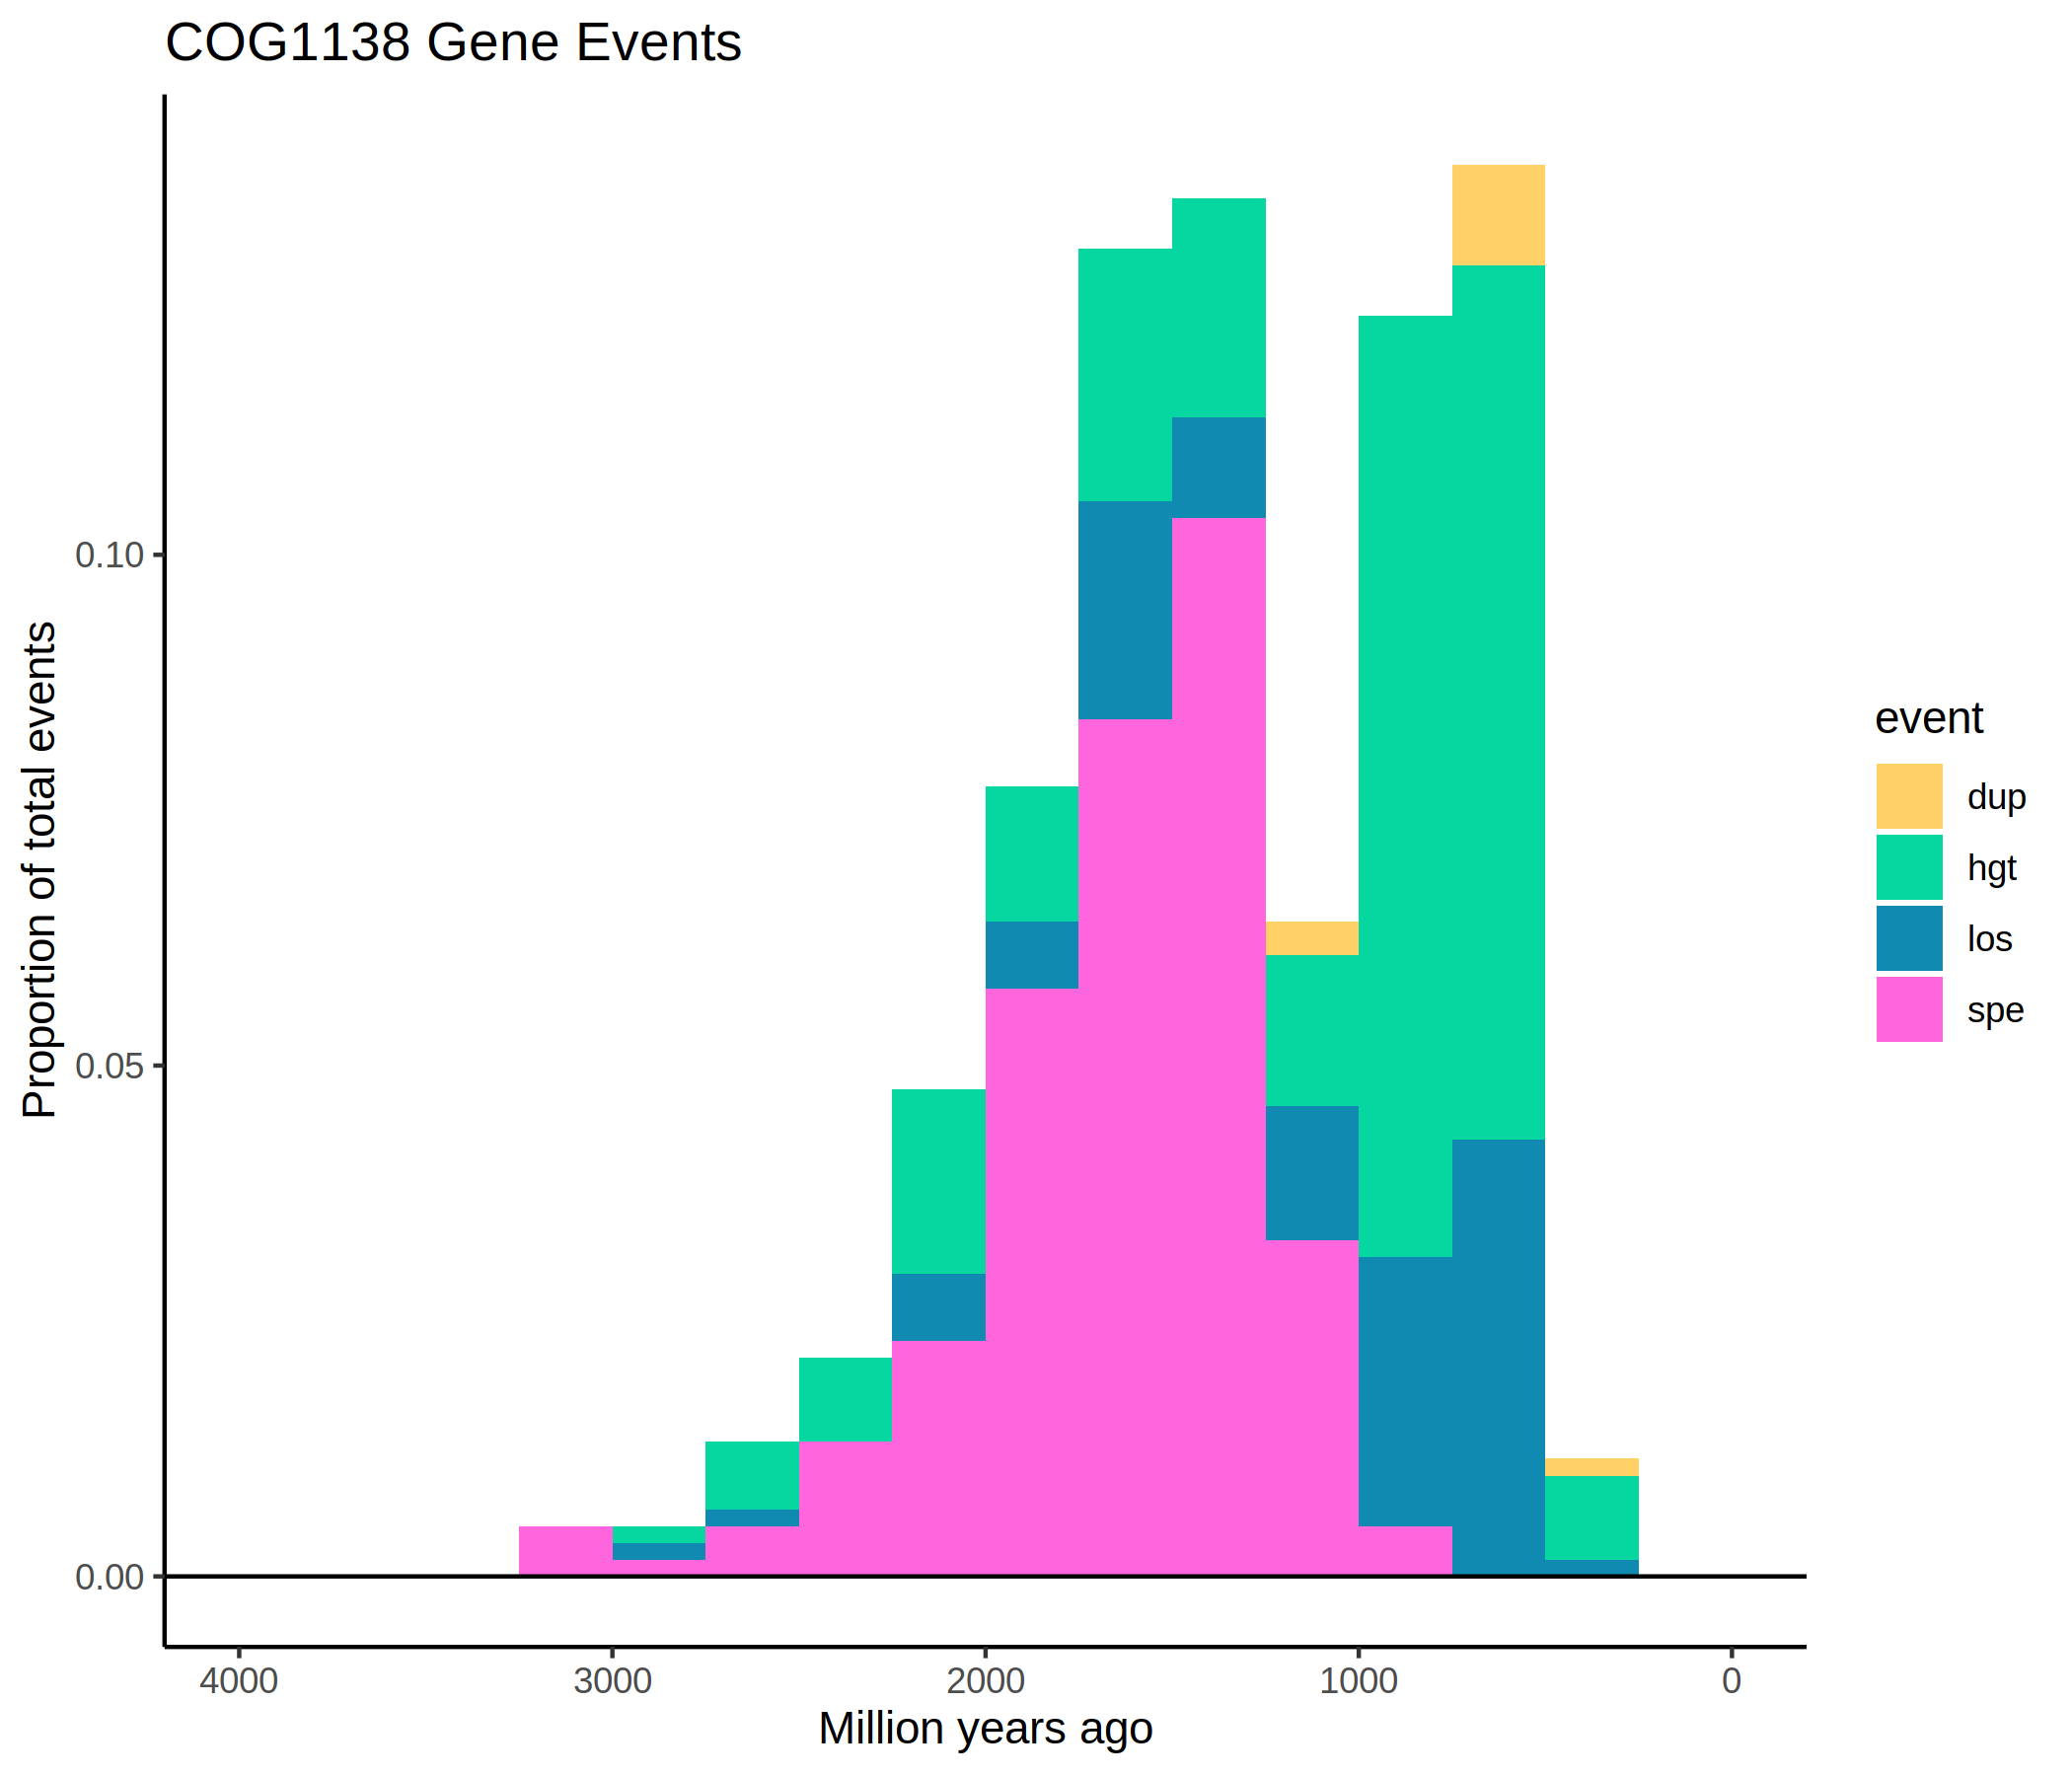 COG1138 Gene Events
Proportion of total events
0.10
0.05
0.00
4000 3000 2000 1000 0
Million years ago
event
dup
hgt
los
spe